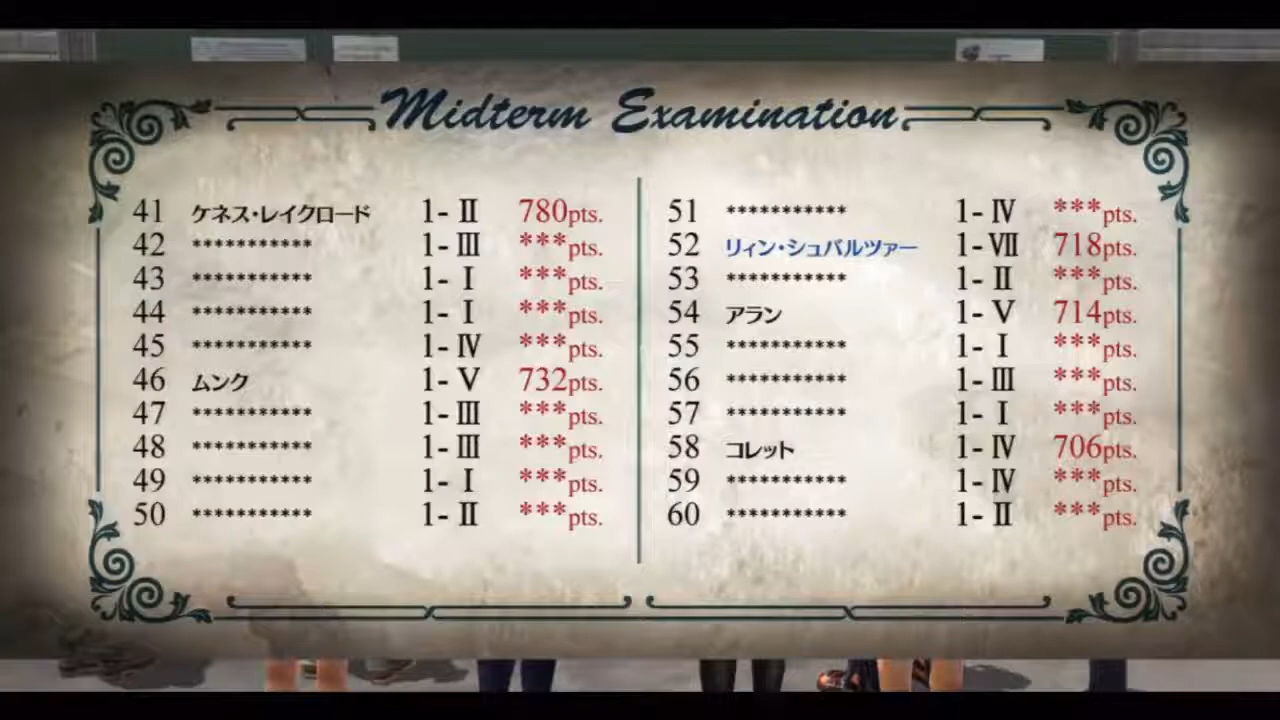 Midterm Examination
41 ケネス・レイクロード 1-Ⅱ 780pts.
42 *********** 1-Ⅲ ***pts.
43 *********** 1-Ⅰ ***pts.
44 *********** 1-Ⅰ ***pts.
45 *********** 1-Ⅳ ***pts.
46 ムンク 1-Ⅴ 732pts.
47 *********** 1-Ⅲ ***pts.
48 *********** 1-Ⅲ ***pts.
49 *********** 1-Ⅰ ***pts.
50 *********** 1-Ⅱ ***pts.
51 *********** 1-Ⅳ ***pts.
52 リィン・シュバルツァー 1-Ⅶ 718pts.
53 *********** 1-Ⅱ ***pts.
54 アラン 1-Ⅴ 714pts.
55 *********** 1-Ⅰ ***pts.
56 *********** 1-Ⅲ ***pts.
57 *********** 1-Ⅰ ***pts.
58 コレット 1-Ⅳ 706pts.
59 *********** 1-Ⅳ ***pts.
60 *********** 1-Ⅱ ***pts.